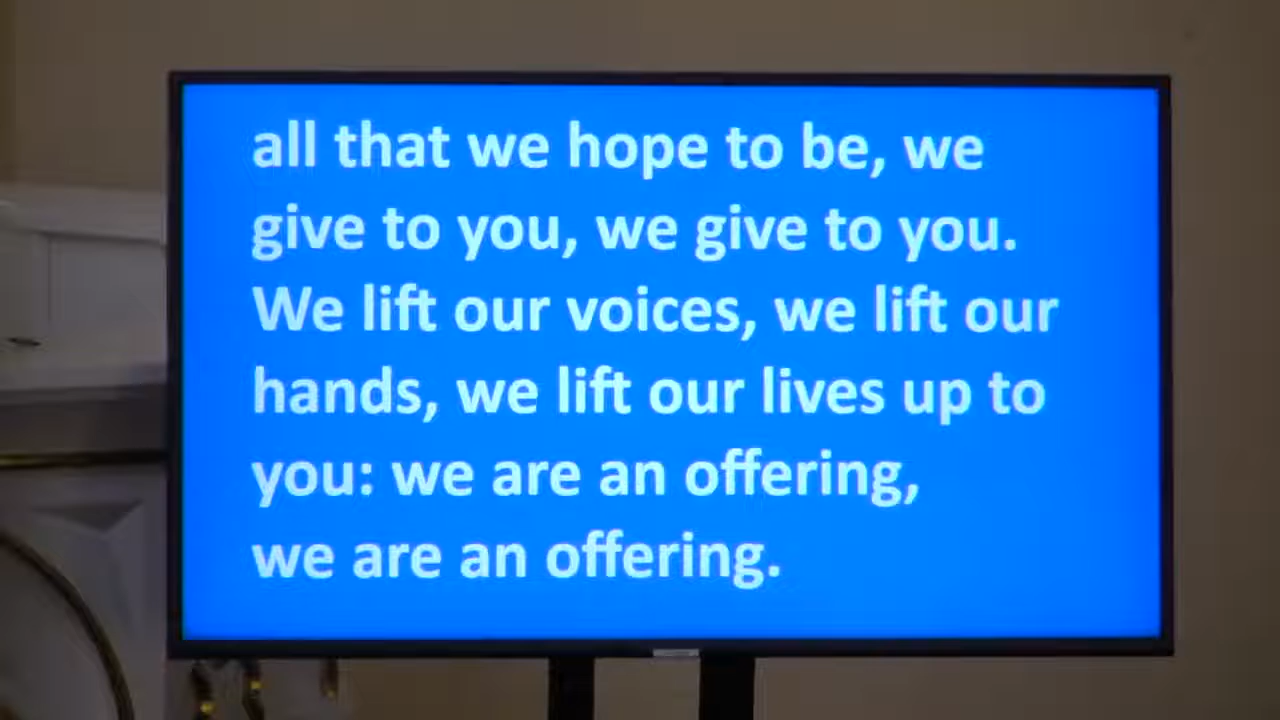 all that we hope to be, we
give to you, we give to you.
We lift our voices, we lift our
hands, we lift our lives up to
you: we are an offering,
we are an offering.